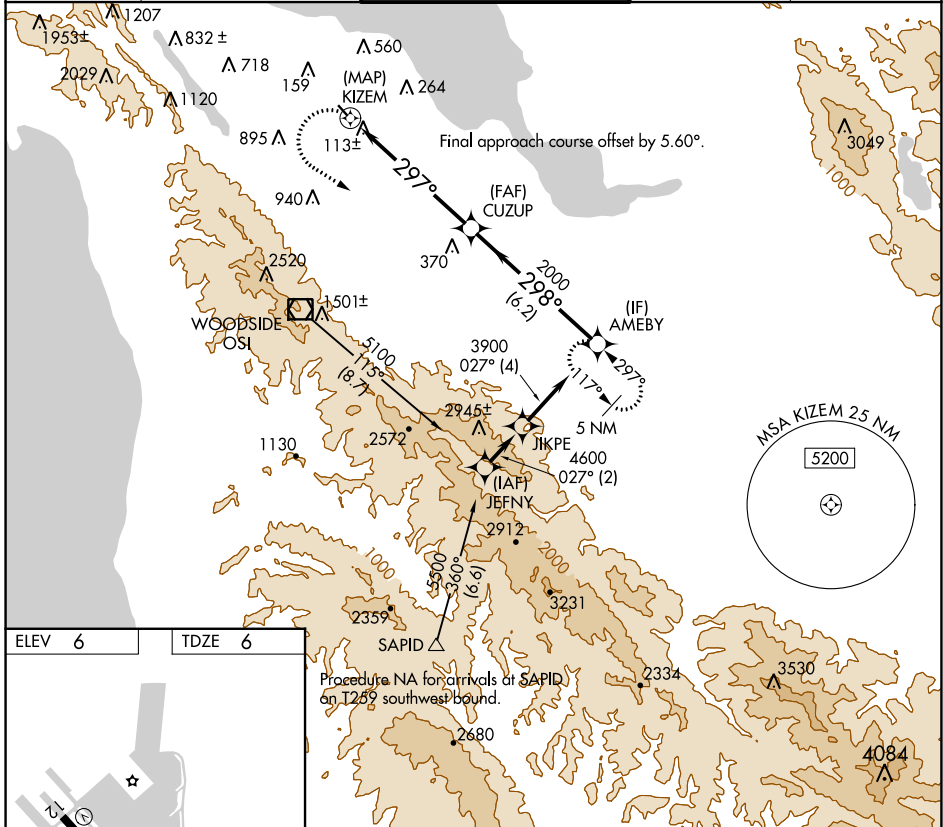 1207
1953±
832 ±
560
718
2029
159
264
(MAP)
KIZEM
1120
895
113±
3049
1000
Final approach course offset by 5.60°.
297°
(FAF)
CUZUP
940
370
2520
2000
298°
(6.2)
1501±
WOODSIDE
OSI
(IF)
AMEBY
5100
115°
(8.7)
3900
027° (4)
117°
297°
5 NM
2945±
JIKPE
2572
1130
4600
027° (2)
(IAF)
JEFNY
MSA KIZEM 25 NM
5200
2912
2000
1000
5500
360°
(6.6)
3231
2359
SAPID
Procedure NA for arrivals at SAPID
on T259 southwest bound.
2334
3530
2680
4084
ELEV 6
TDZE 6
12
V